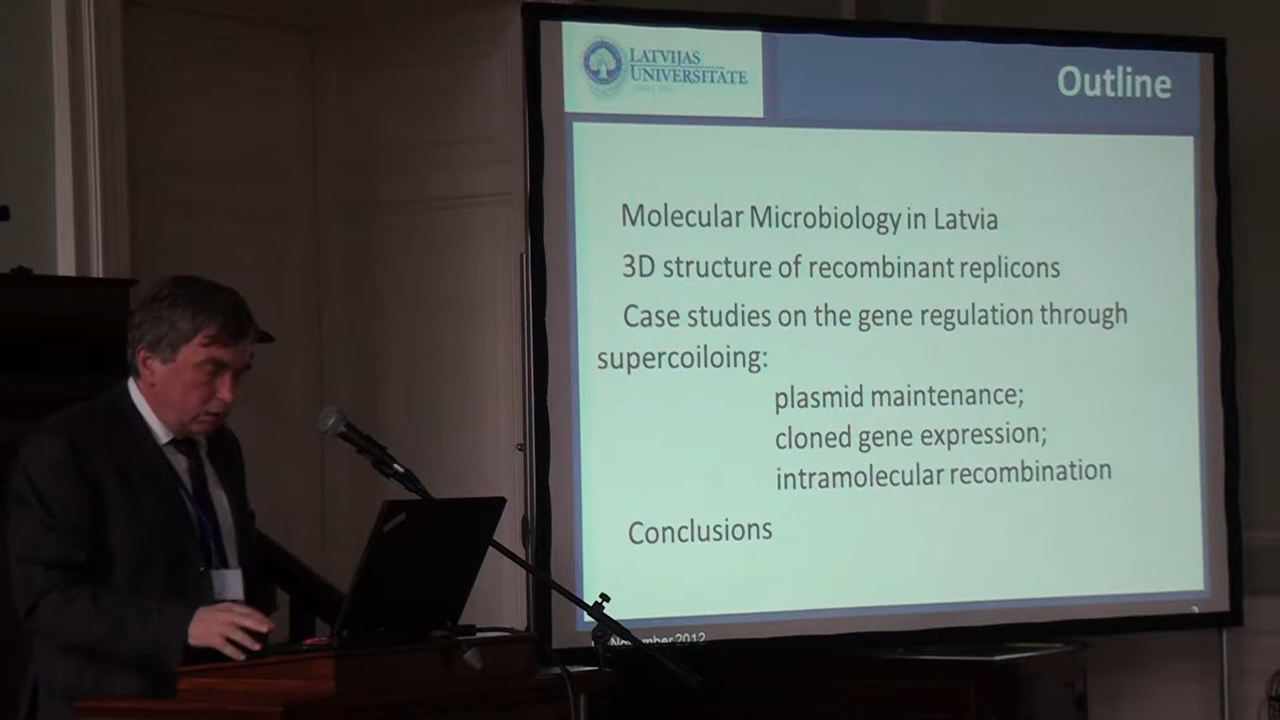 LATVIJAS
UNIVERSITATE
Outline
Molecular Microbiology in Latvia
3D structure of recombinant replicons
Case studies on the gene regulation through
supercoiloing:
plasmid maintenance;
cloned gene expression;
intramolecular recombination
Conclusions
November 2012